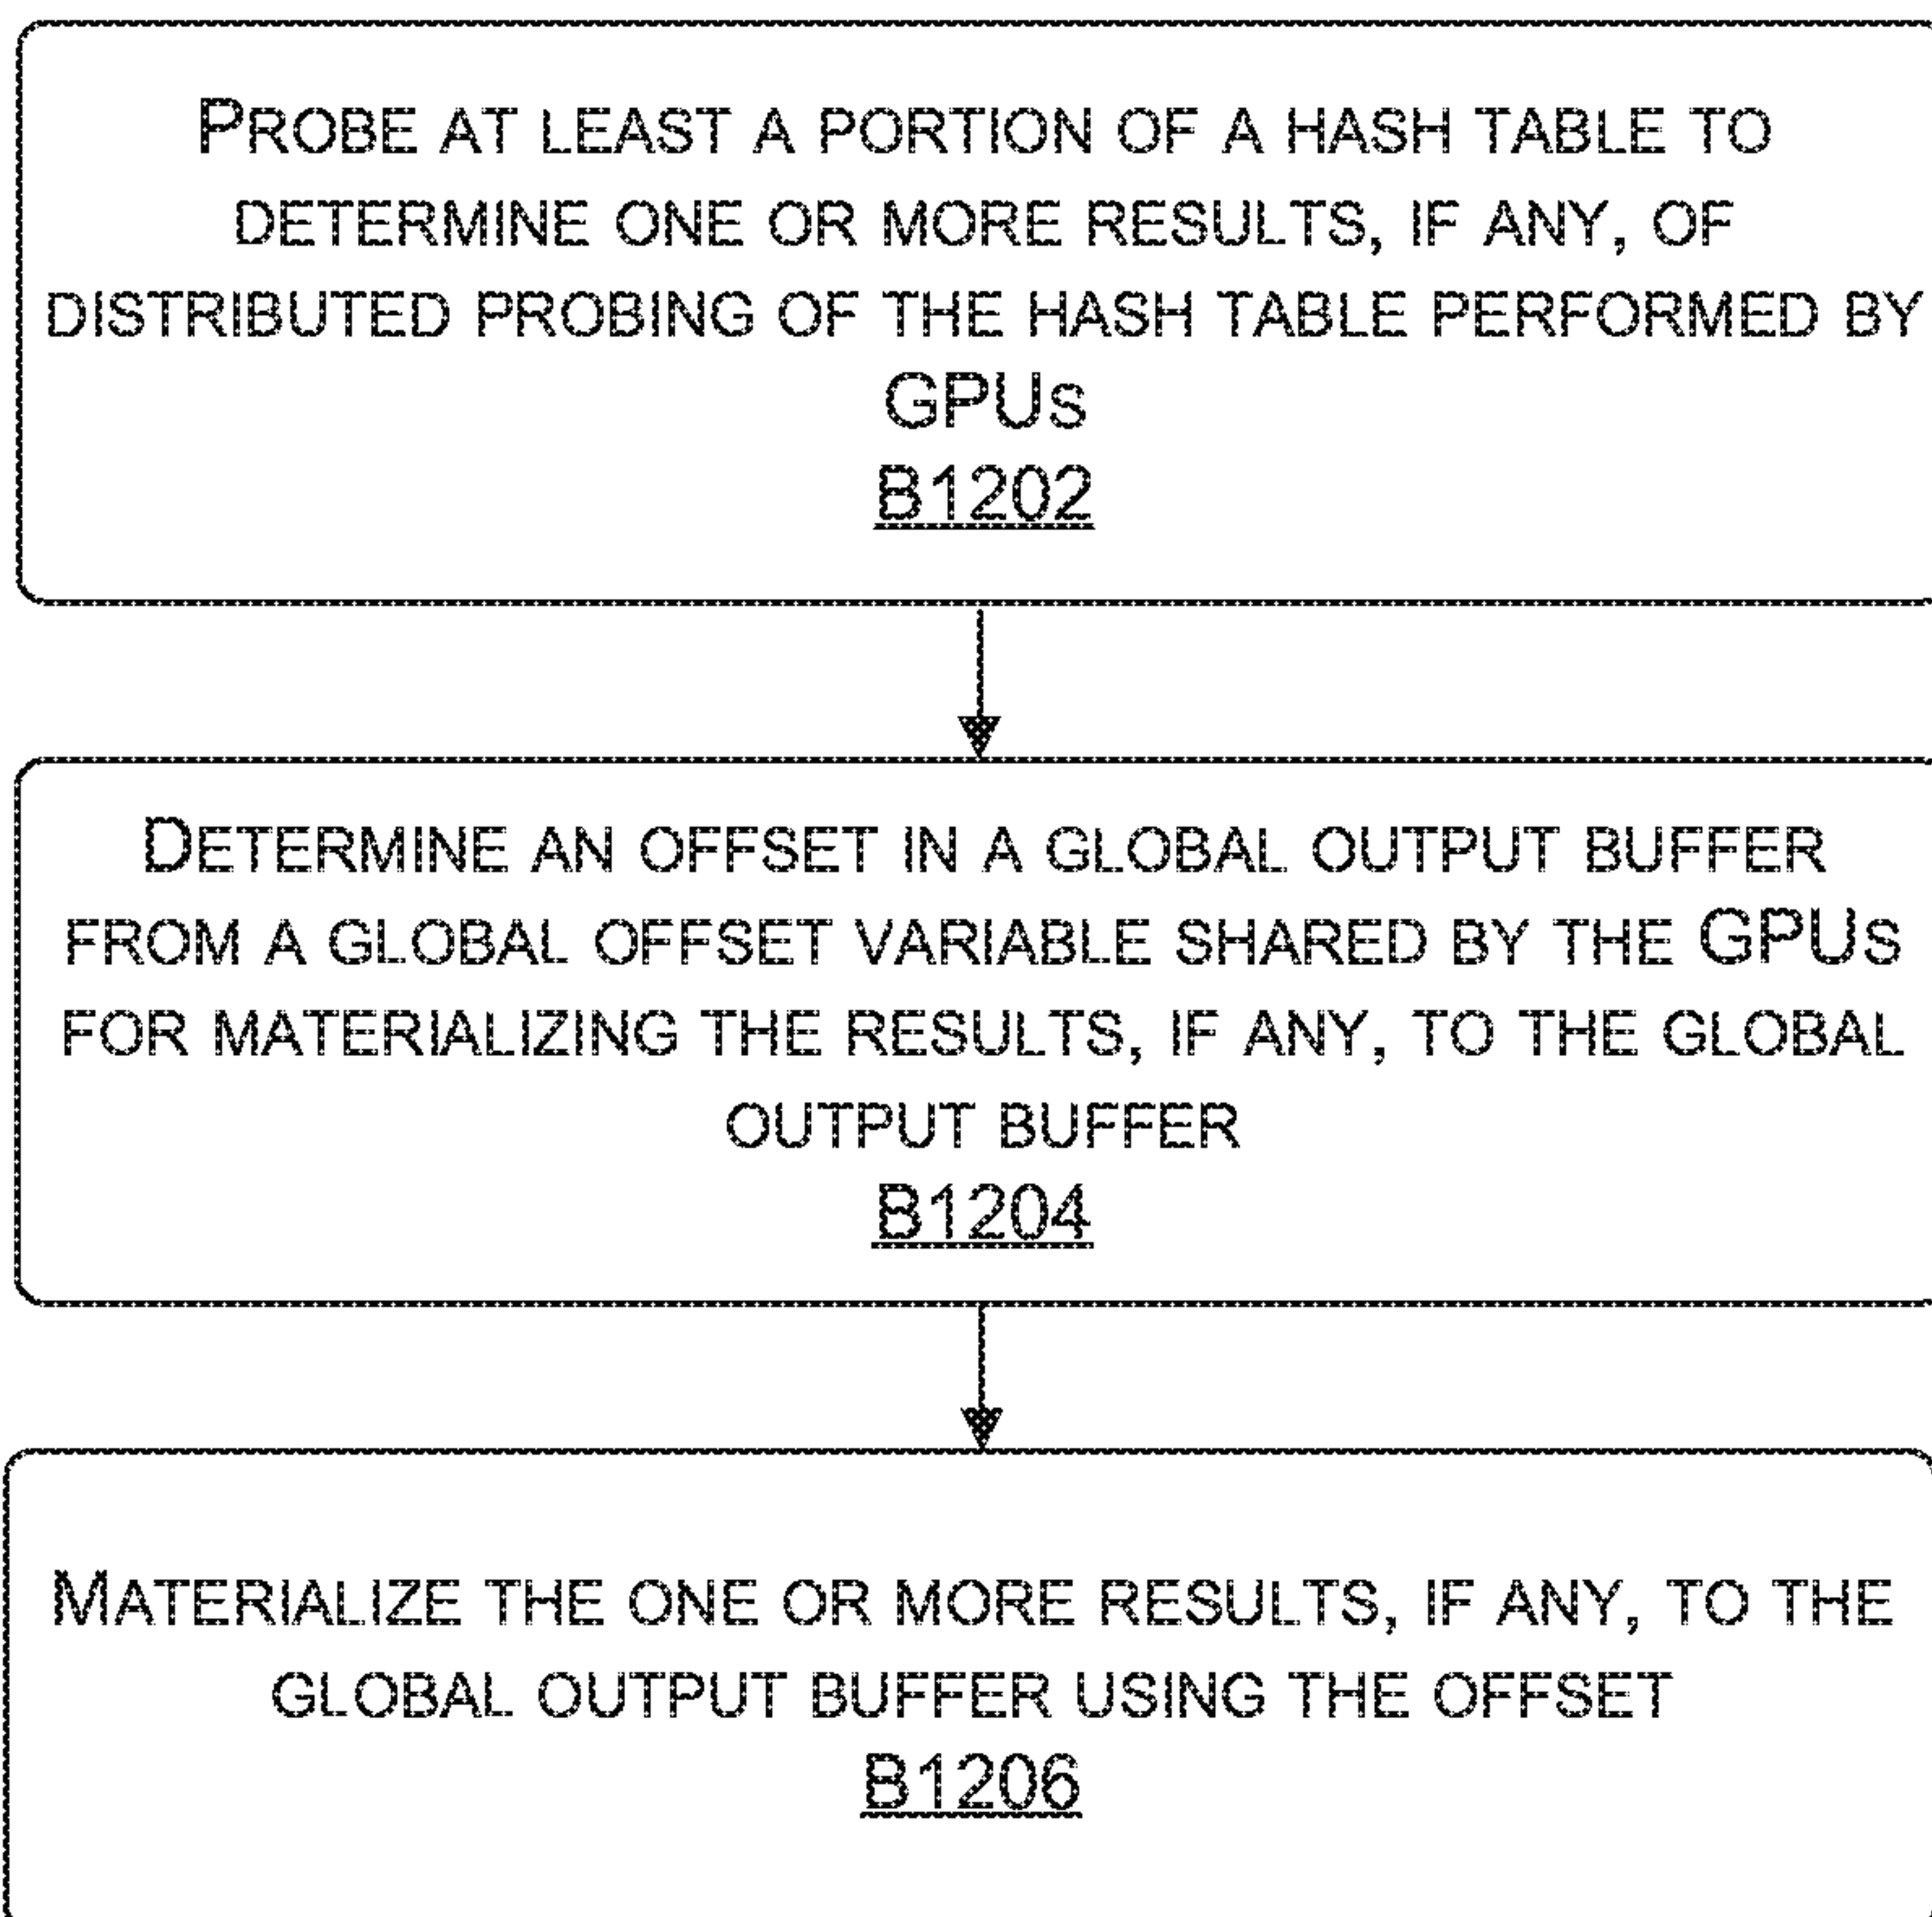 PROBE AT LEAST A PORTION OF A HASH TABLE TO
DETERMINE ONE OR MORE RESULTS, IF ANY, OF
DISTRIBUTED PROBING OF THE HASH TABLE PERFORMED BY
GPUS
B1202
DETERMINE AN OFFSET IN A GLOBAL OUTPUT BUFFER
FROM A GLOBAL OFFSET VARIABLE SHARED BY THE GPUS
FOR MATERIALIZING THE RESULTS, IF ANY, TO THE GLOBAL
OUTPUT BUFFER
B1204
MATERIALIZE THE ONE OR MORE RESULTS, IF ANY, TO THE
GLOBAL OUTPUT BUFFER USING THE OFFSET
B1206